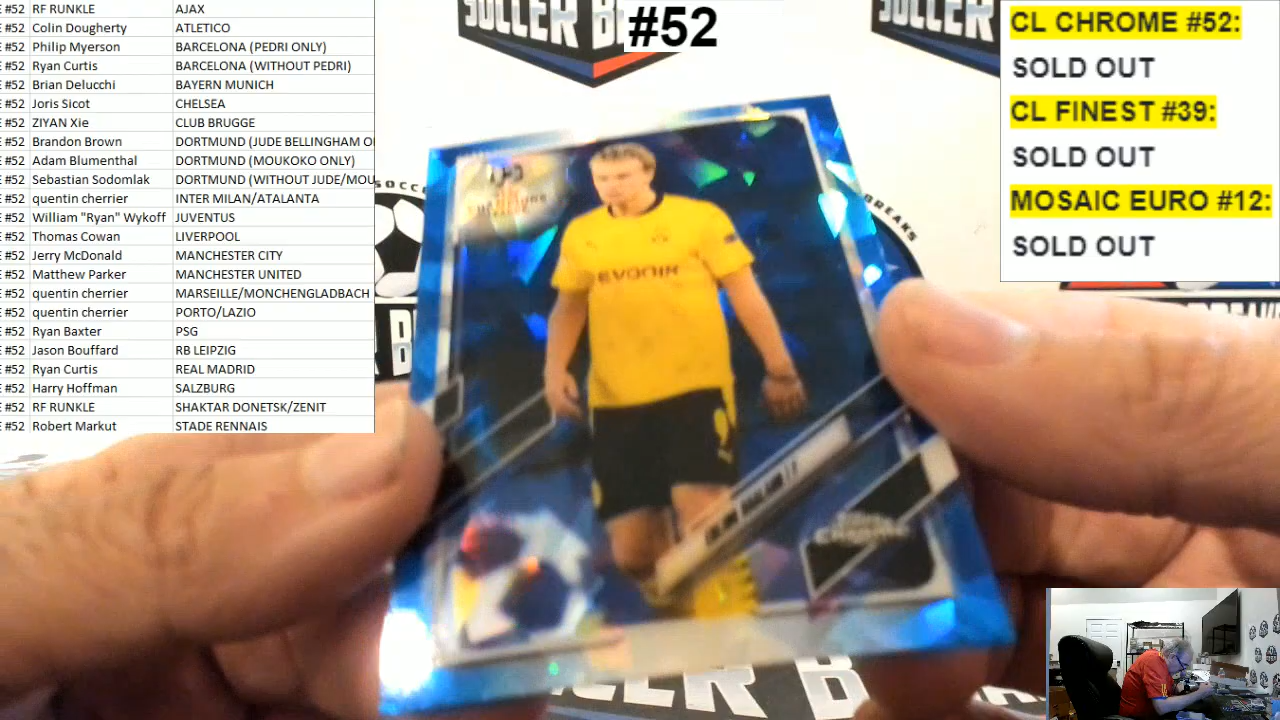 E #52 RF RUNKLE AJAX
E #52 Colin Dougherty ATLETICO
E #52 Philip Myerson BARCELONA (PEDRI ONLY)
E #52 Ryan Curtis BARCELONA (WITHOUT PEDRI)
E #52 Brian Delucchi BAYERN MUNICH
E #52 Joris Sicot CHELSEA
E #52 ZIYAN Xie CLUB BRUGGE
E #52 Brandon Brown DORTMUND (JUDE BELLINGHAM O
E #52 Adam Blumenthal DORTMUND (MOUKOKO ONLY)
E #52 Sebastian Sodomlak DORTMUND (WITHOUT JUDE/MOU
E #52 quentin cherrier INTER MILAN/ATALANTA
E #52 William "Ryan" Wykoff JUVENTUS
E #52 Thomas Cowan LIVERPOOL
E #52 Jerry McDonald MANCHESTER CITY
E #52 Matthew Parker MANCHESTER UNITED
E #52 quentin cherrier MARSEILLE/MONCHENGLADBACH
E #52 quentin cherrier PORTO/LAZIO
E #52 Ryan Baxter PSG
E #52 Jason Bouffard RB LEIPZIG
E #52 Ryan Curtis REAL MADRID
E #52 Harry Hoffman SALZBURG
E #52 RF RUNKLE SHAKTAR DONETSK/ZENIT
E #52 Robert Markut STADE RENNAIS
#52
SOCCER B
SOCCER
BREAKS
EVONIK
CHROME
CCER B
CL CHROME #52:
SOLD OUT
CL FINEST #39:
SOLD OUT
MOSAIC EURO #12:
SOLD OUT